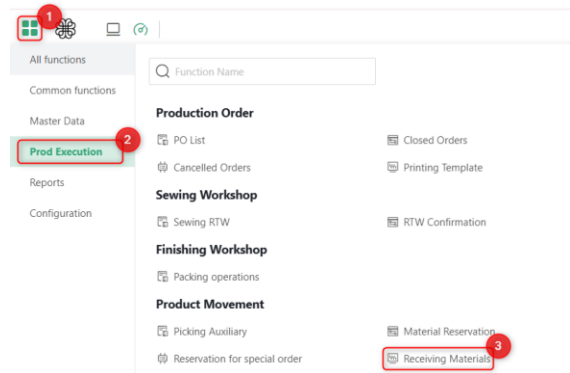 1
All functions
Common functions
Master Data
2
Prod Execution
Reports
Configuration
Function Name
Production Order
PO List
Closed Orders
Cancelled Orders
Printing Template
Sewing Workshop
Sewing RTW
RTW Confirmation
Finishing Workshop
Packing operations
Product Movement
Picking Auxiliary
Material Reservation
3
Reservation for special order
Receiving Materials